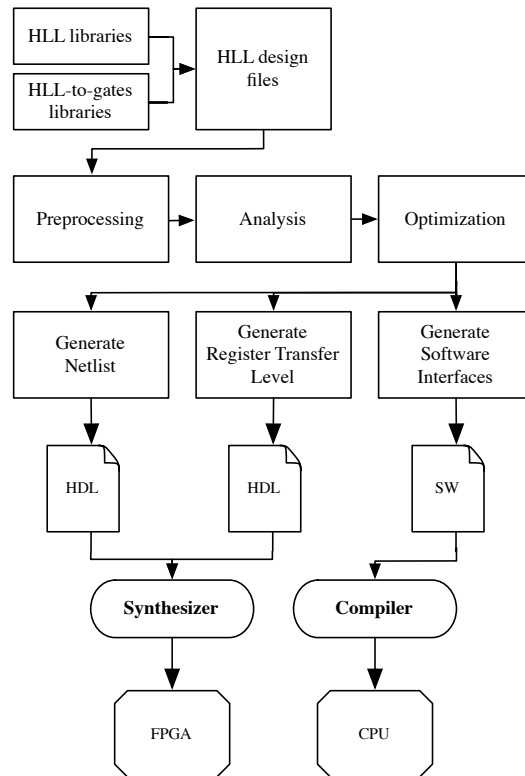 HLL libraries
HLL-to-gates
libraries
HLL design
files
Preprocessing
Analysis
Optimization
Generate
Netlist
Generate
Register Transfer
Level
Generate
Software
Interfaces
HDL
HDL
SW
Synthesizer
Compiler
FPGA
CPU